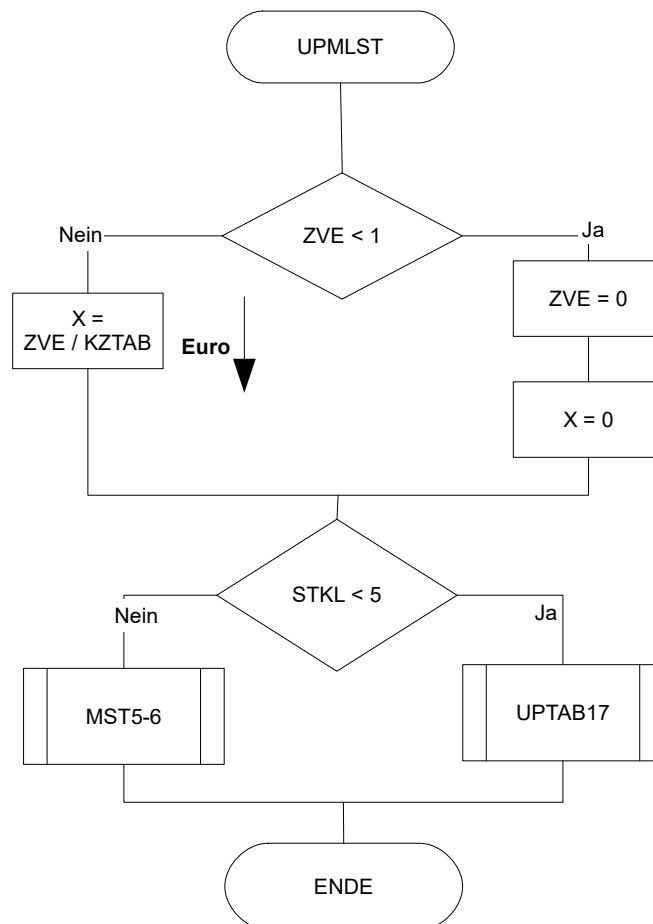 UPMLST
ZVE < 1
Nein
Ja
X =
ZVE / KZTAB
Euro
ZVE = 0
X = 0
STKL < 5
Nein
Ja
MST5-6
UPTAB17
ENDE